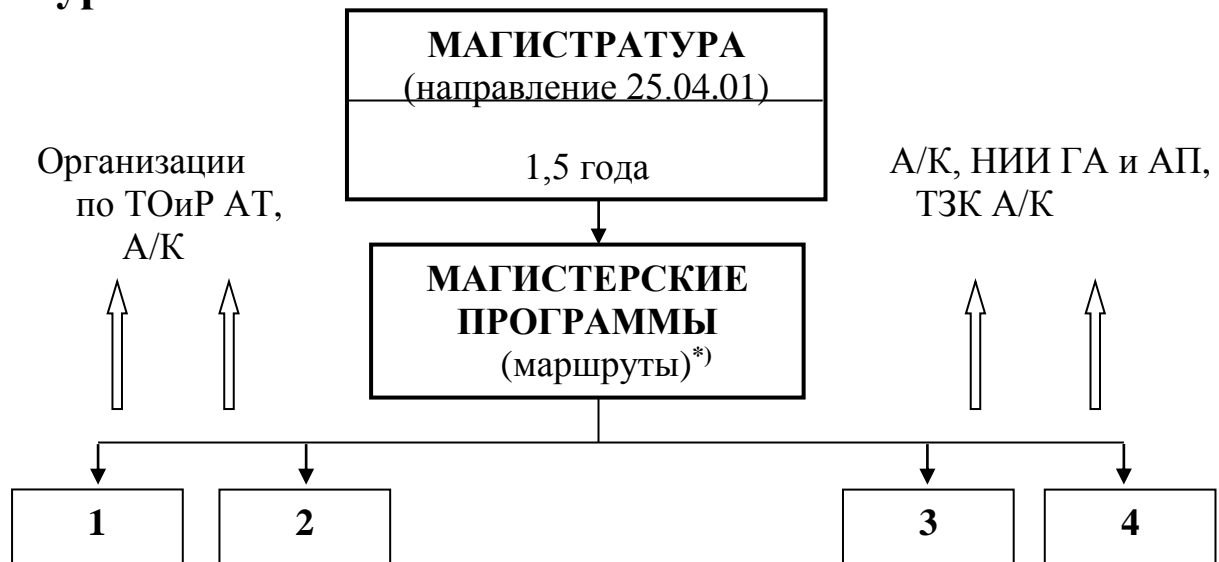 МАГИСТРАТУРА
(направление 25.04.01)
1,5 года
Организации
по ТОиР АТ,
А/К
А/К, НИИ ГА и АП,
ТЗК А/К
МАГИСТЕРСКИЕ
ПРОГРАММЫ
(маршруты)*)
1
2
3
4